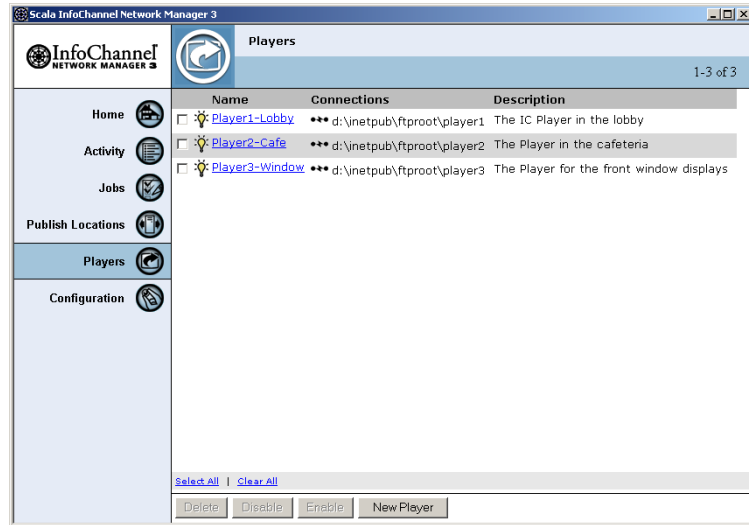 Scala InfoChannel Network Manager 3
InfoChannel
NETWORK MANAGER 3
Players
1-3 of 3
Home
Activity
Jobs
Publish Locations
Players
Configuration
Name Connections Description
Player1-Lobby d:\inetpub\ftproot\player1 The IC Player in the lobby
Player2-Cafe d:\inetpub\ftproot\player2 The Player in the cafeteria
Player3-Window d:\inetpub\ftproot\player3 The Player for the front window displays
Select All | Clear All
Delete Disable Enable New Player